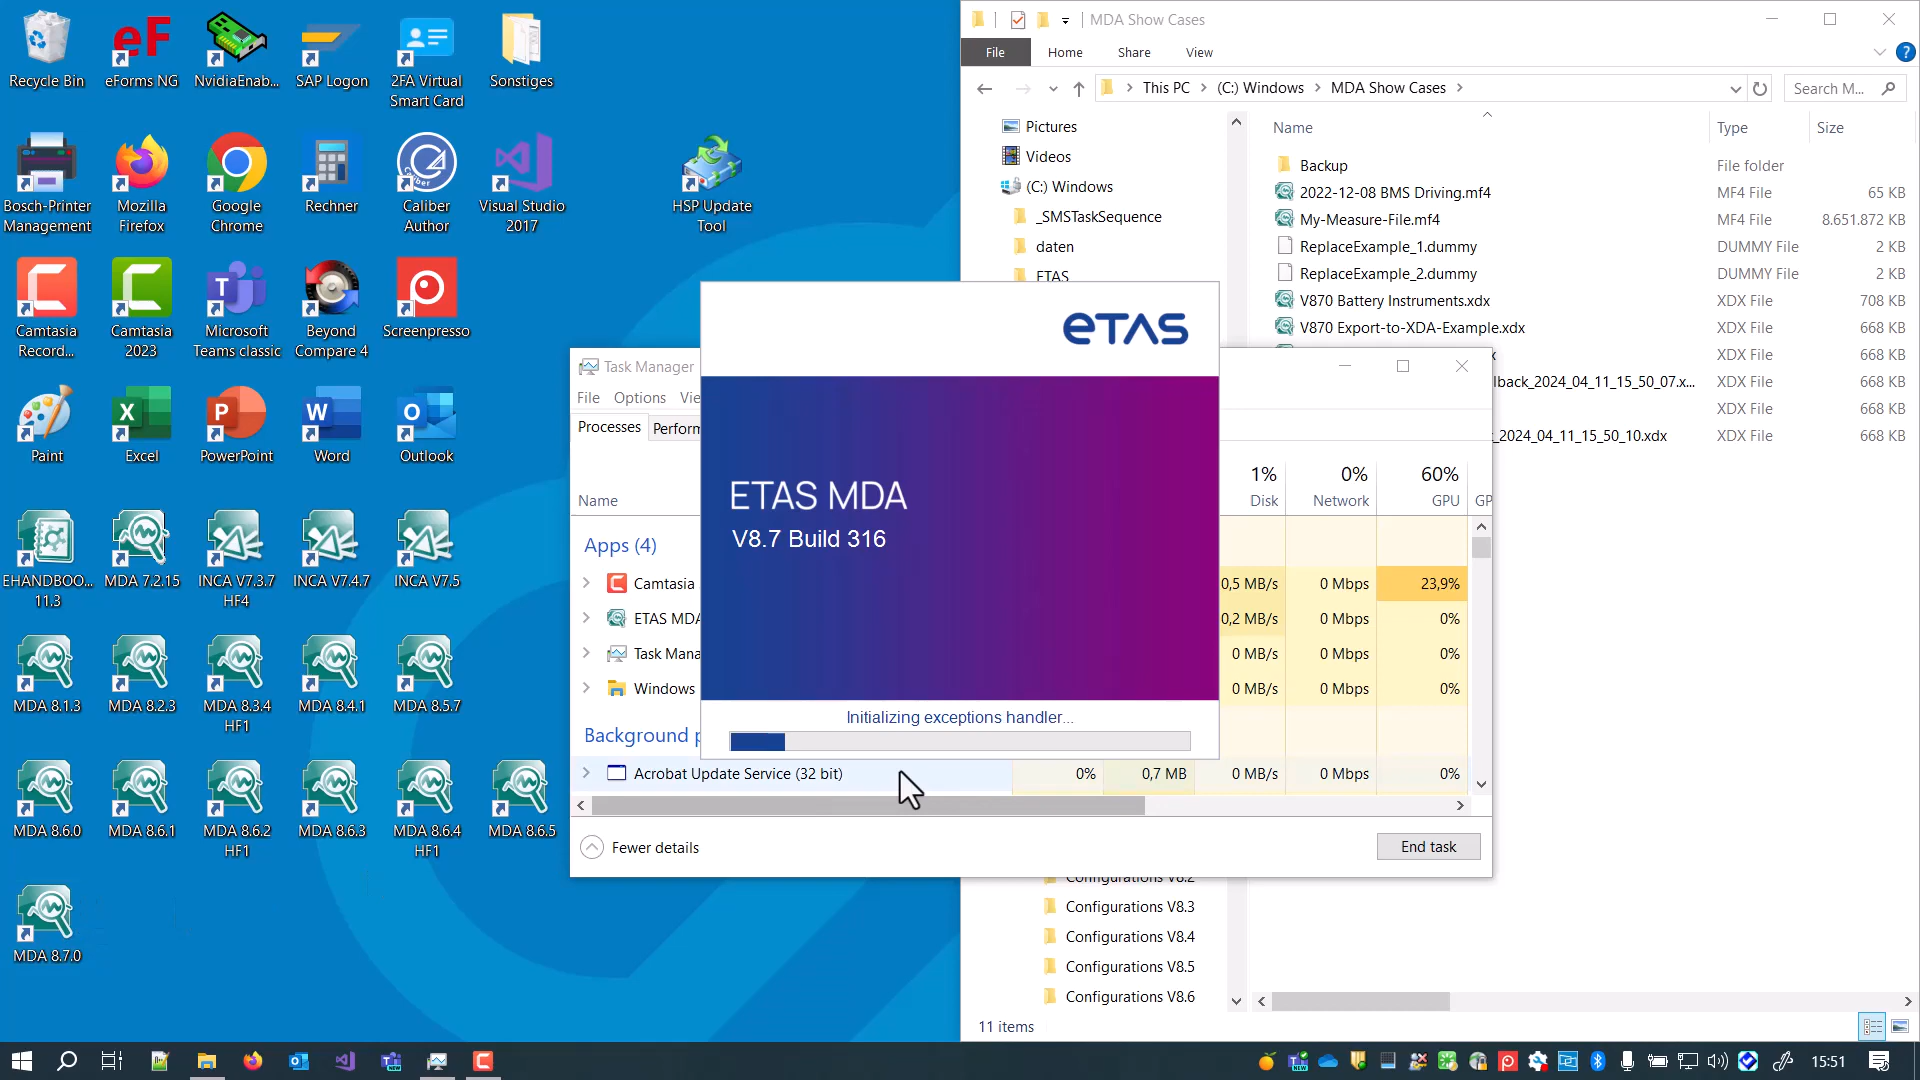 Recycle Bin
eForms NG
NvidiaEnab...
SAP Logon
2FA Virtual
Smart Card
Sonstiges
Bosch-Printer
Management
Mozilla
Firefox
Google
Chrome
Rechner
Caliber
Author
Visual Studio
2017
HSP Update
Tool
Camtasia
Record...
Camtasia
2023
Microsoft
Teams classic
Beyond
Compare 4
Screenpresso
Paint
Excel
PowerPoint
Word
Outlook
EHANDBOO...
11.3
MDA 7.2.15
INCA V7.3.7
HF4
INCA V7.4.7
INCA V7.5
MDA 8.1.3
MDA 8.2.3
MDA 8.3.4
HF1
MDA 8.4.1
MDA 8.5.7
MDA 8.6.0
MDA 8.6.1
MDA 8.6.2
HF1
MDA 8.6.3
MDA 8.6.4
HF1
MDA 8.6.5
MDA 8.7.0
MDA Show Cases
File Home Share View
This PC > (C:) Windows > MDA Show Cases >
Search M...
Pictures
Videos
(C:) Windows
_SMSTaskSequence
daten
ETAS
Name Type Size
Backup File folder
2022-12-08 BMS Driving.mf4 MF4 File 65 KB
My-Measure-File.mf4 MF4 File 8.651.872 KB
ReplaceExample_1.dummy DUMMY File 2 KB
ReplaceExample_2.dummy DUMMY File 2 KB
V870 Battery Instruments.xdx XDX File 708 KB
V870 Export-to-XDA-Example.xdx XDX File 668 KB
x XDX File 668 KB
lback_2024_04_11_15_50_07.x... XDX File 668 KB
XDX File 668 KB
_2024_04_11_15_50_10.xdx XDX File 668 KB
Configurations V8.2
Configurations V8.3
Configurations V8.4
Configurations V8.5
Configurations V8.6
11 items
Task Manager
File Options Vie
Processes Perform
1% 0% 60%
Name Disk Network GPU GP
Apps (4)
Camtasia 0,5 MB/s 0 Mbps 23,9%
ETAS MDA 0,2 MB/s 0 Mbps 0%
Task Mana 0 MB/s 0 Mbps 0%
Windows 0 MB/s 0 Mbps 0%
Background p
Acrobat Update Service (32 bit) 0% 0,7 MB 0 MB/s 0 Mbps 0%
Fewer details
End task
eTAS
ETAS MDA
V8.7 Build 316
Initializing exceptions handler...
15:51